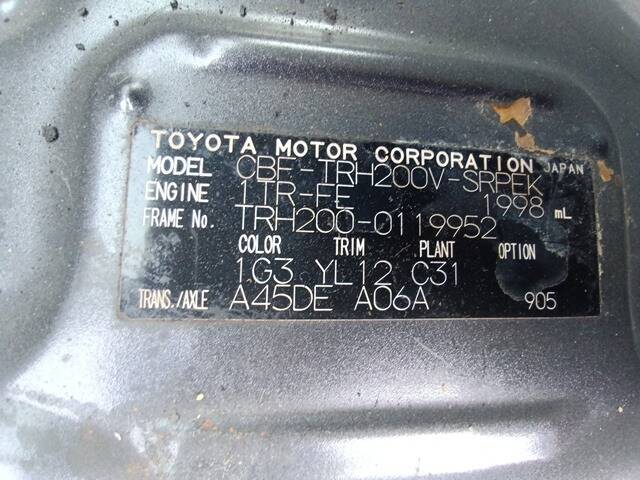 TOYOTA MOTOR CORPORATION JAPAN
MODEL CBF-TRH200V-SRPEK
ENGINE 1TR-FE 1998 mL
FRAME No. TRH200-0119952
COLOR TRIM PLANT OPTION
1G3 YL12 C31
TRANS./AXLE A45DE A06A 905